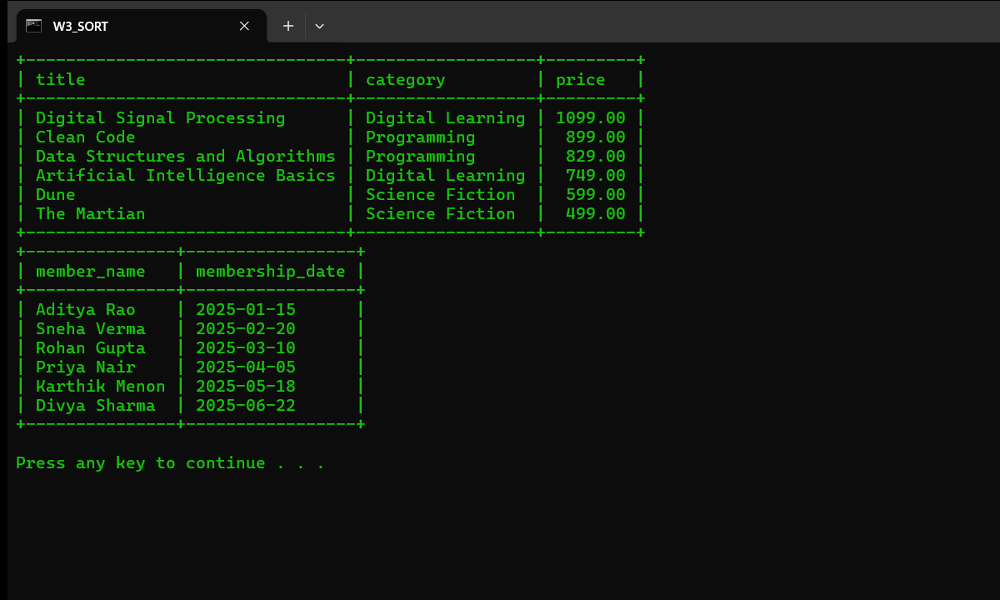 W3_SORT
+--------------------------------+------------------+---------+
| title                          | category         | price   |
+--------------------------------+------------------+---------+
| Digital Signal Processing      | Digital Learning | 1099.00 |
| Clean Code                     | Programming      |  899.00 |
| Data Structures and Algorithms | Programming      |  829.00 |
| Artificial Intelligence Basics | Digital Learning |  749.00 |
| Dune                           | Science Fiction  |  599.00 |
| The Martian                    | Science Fiction  |  499.00 |
+--------------------------------+------------------+---------+
+---------------+-----------------+
| member_name   | membership_date |
+---------------+-----------------+
| Aditya Rao    | 2025-01-15      |
| Sneha Verma   | 2025-02-20      |
| Rohan Gupta   | 2025-03-10      |
| Priya Nair    | 2025-04-05      |
| Karthik Menon | 2025-05-18      |
| Divya Sharma  | 2025-06-22      |
+---------------+-----------------+
Press any key to continue . . .